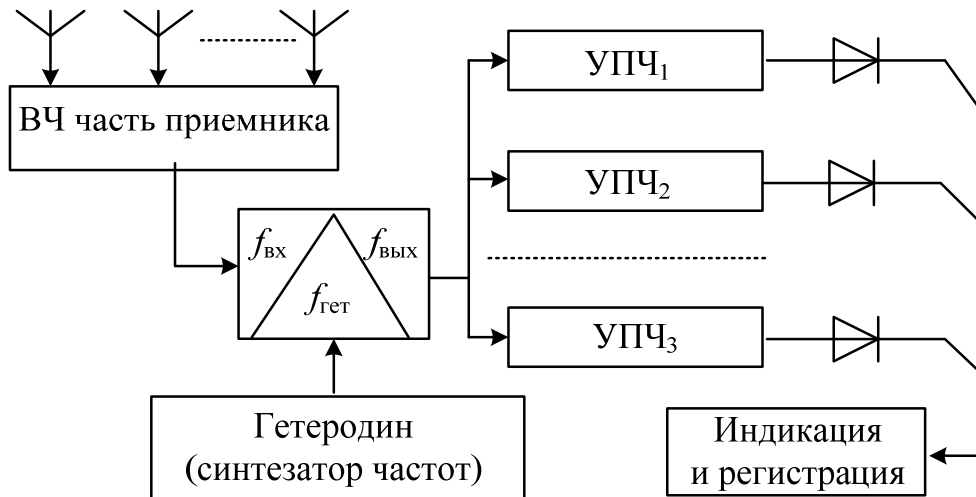 ВЧ часть приемника
УПЧ₁
УПЧ₂
fвх
fвых
fгет
УПЧ₃
Гетеродин
(синтезатор частот)
Индикация
и регистрация